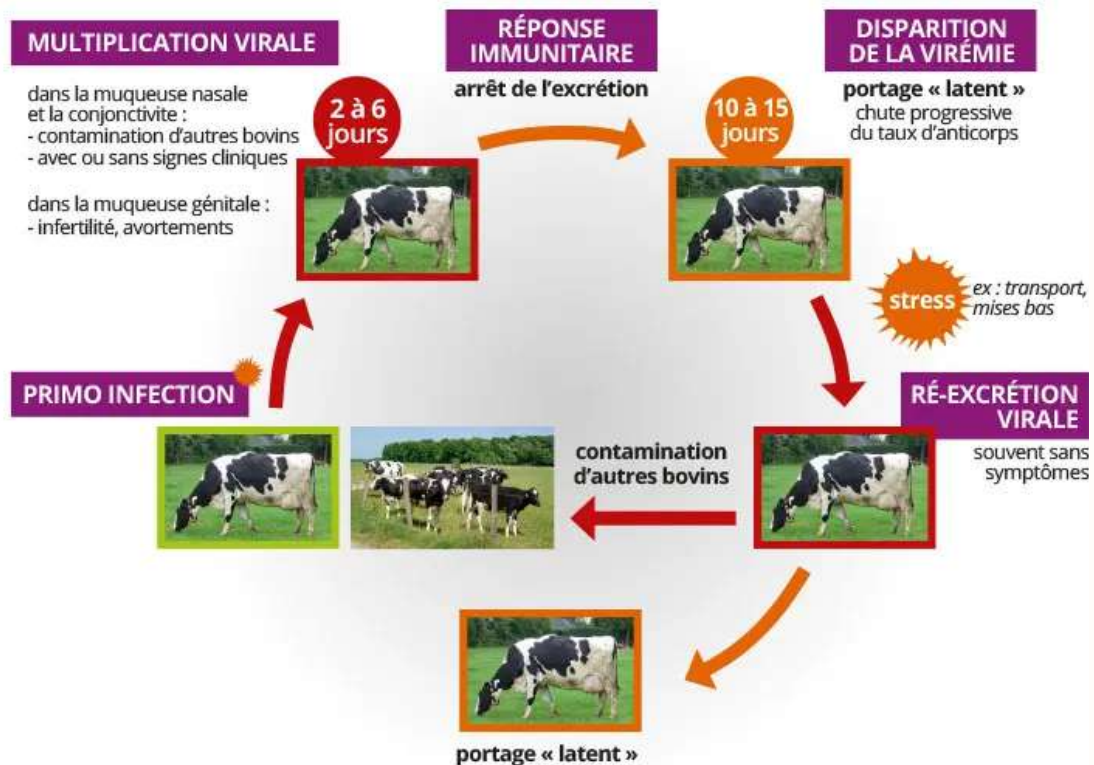 MULTIPLICATION VIRALE
dans la muqueuse nasale
et la conjonctivite :
- contamination d'autres bovins
- avec ou sans signes cliniques
dans la muqueuse génitale :
- infertilité, avortements
2 à 6
jours
RÉPONSE
IMMUNITAIRE
arrêt de l'excrétion
10 à 15
jours
DISPARITION
DE LA VIRÉMIE
portage « latent »
chute progressive
du taux d'anticorps
stress
ex : transport,
mises bas
RÉ-EXCRÉTION
VIRALE
souvent sans
symptômes
contamination
d'autres bovins
PRIMO INFECTION
portage « latent »